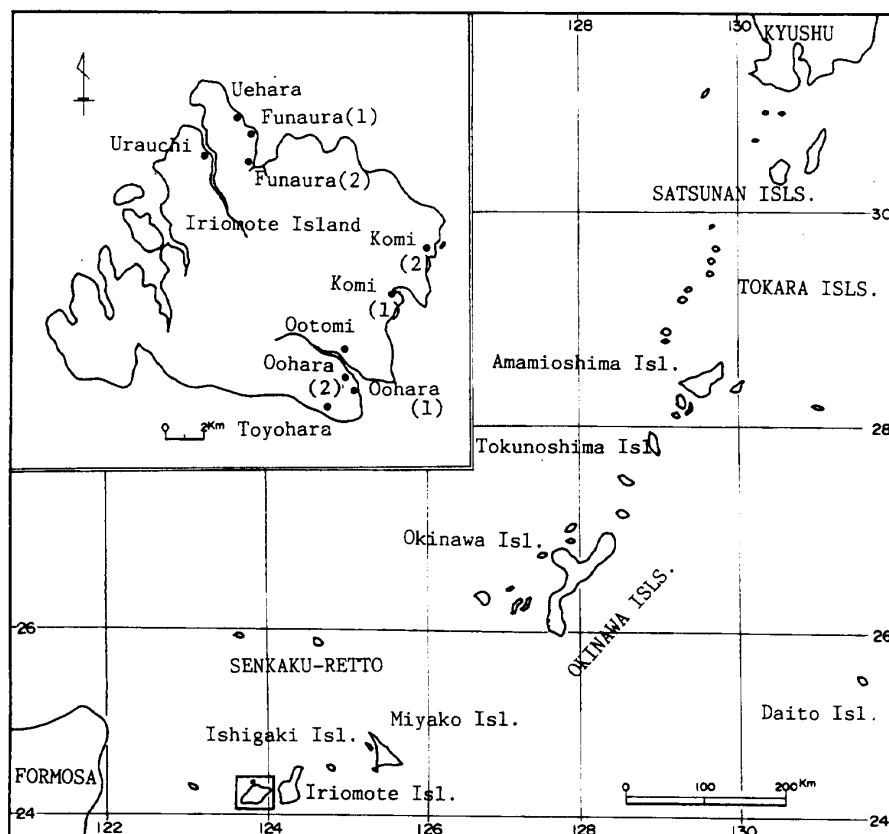 128
130
KYUSHU
Uehara
Funaura(1)
Urauchi
Funaura(2)
SATSUNAN ISLS.
30
Iriomote Island
Komi
(2)
TOKARA ISLS.
Komi
(1)
Ootomi
Amamioshima Isl.
Oohara
(2)
Oohara
(1)
0 2Km
Toyohara
28
Tokunoshima Isl
Okinawa Isl.
OKINAWA ISLS.
26
26
SENKAKU-RETTO
Miyako Isl.
Daito Isl.
Ishigaki Isl.
FORMOSA
Iriomote Isl.
0 100 200Km
24
24
122
124
126
128
130